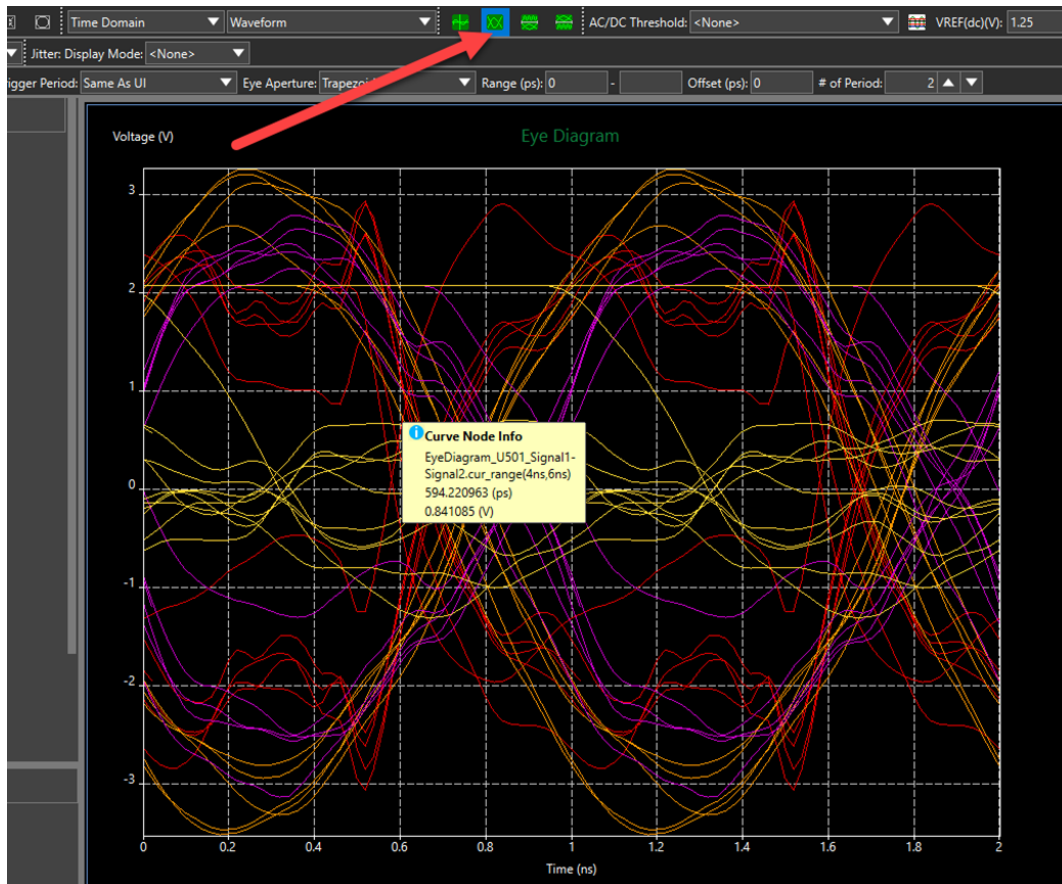 Time Domain Waveform AC/DC Threshold: <None> VREF(dc)(V): 1.25
Jitter: Display Mode: <None>
igger Period: Same As UI Eye Aperture: Range (ps): 0 - Offset (ps): 0 # of Period: 2
Voltage (V)
Eye Diagram
3
2
1
0
-1
-2
-3
Curve Node Info
EyeDiagram_U501_Signal1-
Signal2.cur_range(4ns,6ns)
594.220963 (ps)
0.841085 (V)
0 0.2 0.4 0.6 0.8 1 1.2 1.4 1.6 1.8 2
Time (ns)